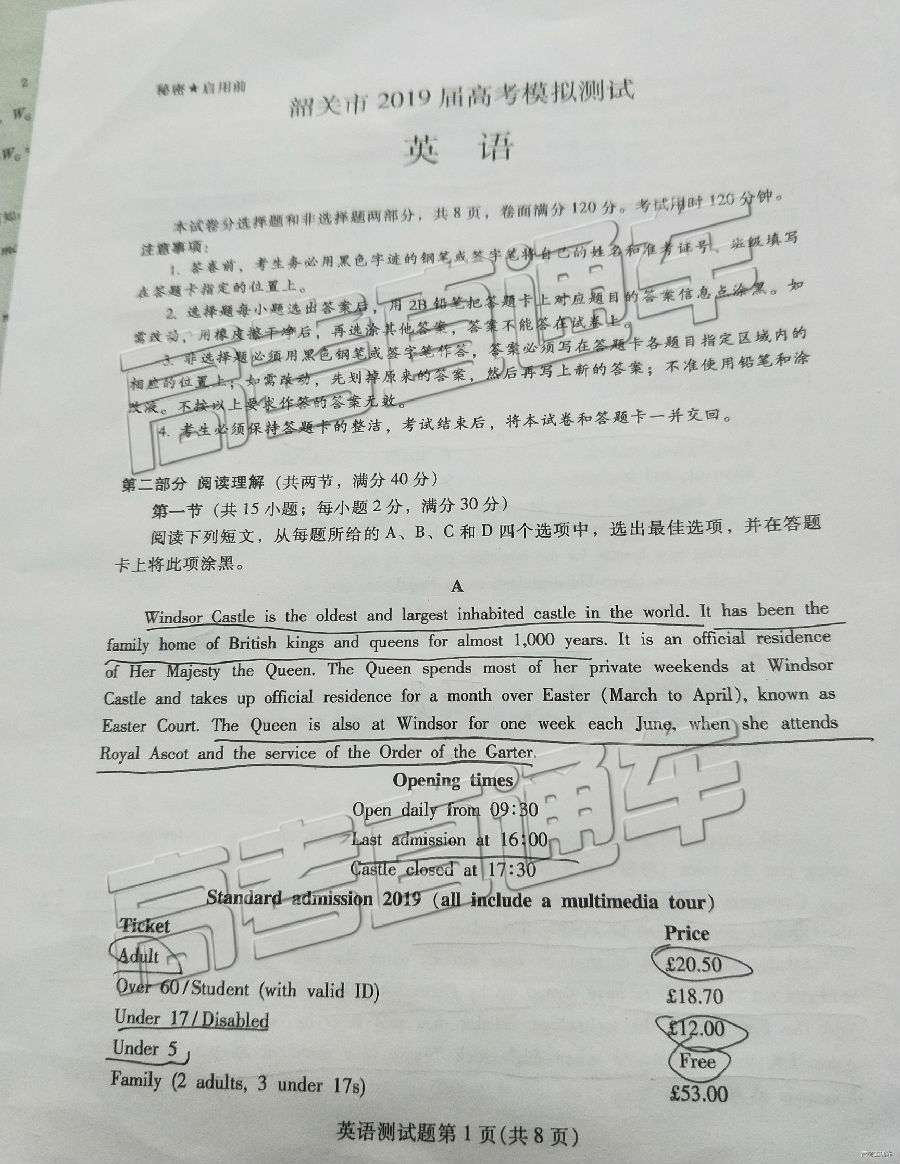 秘密★启用前
韶关市 2019 届高考模拟测试
英 语
本试卷分选择题和非选择题两部分，共 8 页，卷面满分 120 分。考试用时 120 分钟。
注意事项：
1. 答卷前，考生务必用黑色字迹的钢笔或签字笔将自己的姓名和准考证号、班级填写
在答题卡指定的位置上。
2. 选择题每小题选出答案后，用 2B 铅笔把答题卡上对应题目的答案信息点涂黑。如
需改动，用橡皮擦干净后，再选涂其他答案，答案不能答在试卷上。
3. 非选择题必须用黑色钢笔或签字笔作答，答案必须写在答题卡各题目指定区域内的
相应的位置上；如需改动，先划掉原来的答案，然后再写上新的答案；不准使用铅笔和涂
改液。不按以上要求作答的答案无效。
4. 考生必须保持答题卡的整洁，考试结束后，将本试卷和答题卡一并交回。
高考直通车
第二部分 阅读理解（共两节，满分 40 分）
第一节（共 15 小题；每小题 2 分，满分 30 分）
阅读下列短文，从每题所给的 A、B、C 和 D 四个选项中，选出最佳选项，并在答题
卡上将此项涂黑。
A
Windsor Castle is the oldest and largest inhabited castle in the world. It has been the
family home of British kings and queens for almost 1,000 years. It is an official residence
of Her Majesty the Queen. The Queen spends most of her private weekends at Windsor
Castle and takes up official residence for a month over Easter (March to April), known as
Easter Court. The Queen is also at Windsor for one week each June, when she attends
Royal Ascot and the service of the Order of the Garter.
Opening times
Open daily from 09:30
Last admission at 16:00
Castle closed at 17:30
高考直通车
Standard admission 2019 (all include a multimedia tour)
Ticket Price
Adult £20.50
Over 60/Student (with valid ID) £18.70
Under 17/Disabled £12.00
Under 5 Free
Family (2 adults, 3 under 17s) £53.00
英语测试题第 1 页(共 8 页)